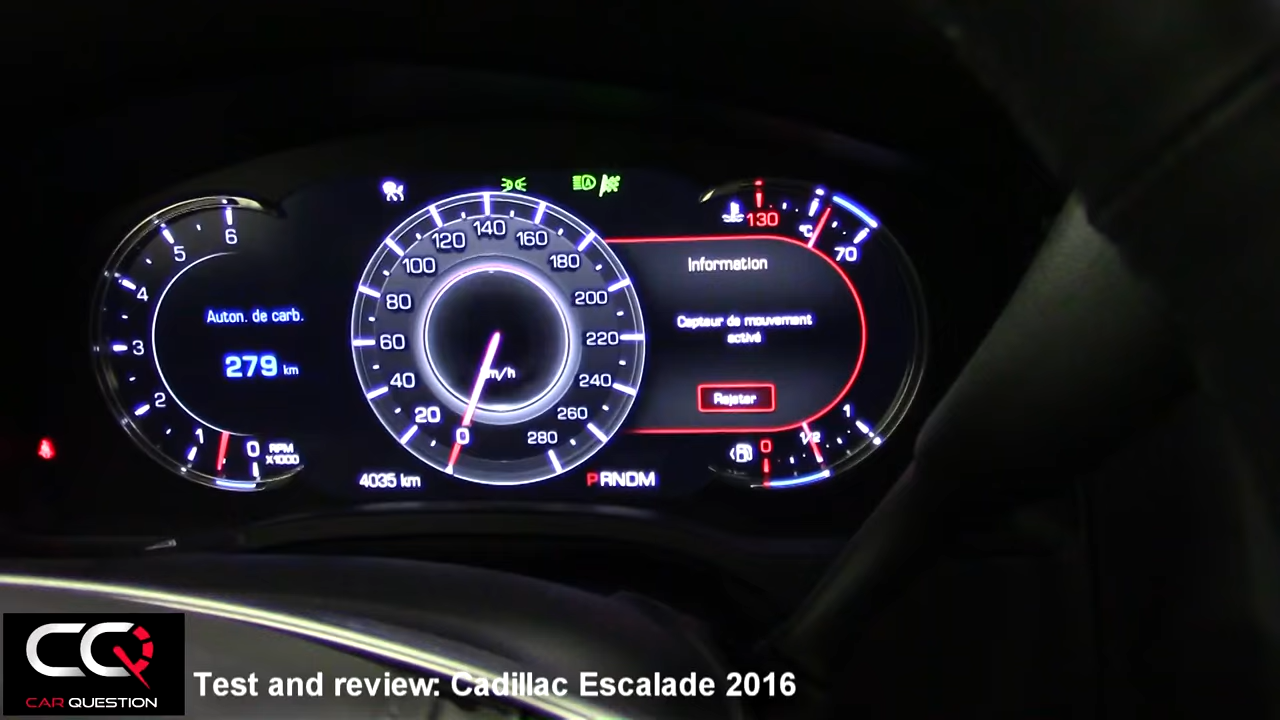 6
5
4
3
2
1
0
RPM
X1000
Auton. de carb.
279 km
0
20
40
60
80
100
120
140
160
180
200
220
240
260
280
4035 km
PRNDM
130
°C
70
Information
Capteur de mouvement
activé
Rejeter
0
1/2
1
CQ
CAR QUESTION
Test and review: Cadillac Escalade 2016